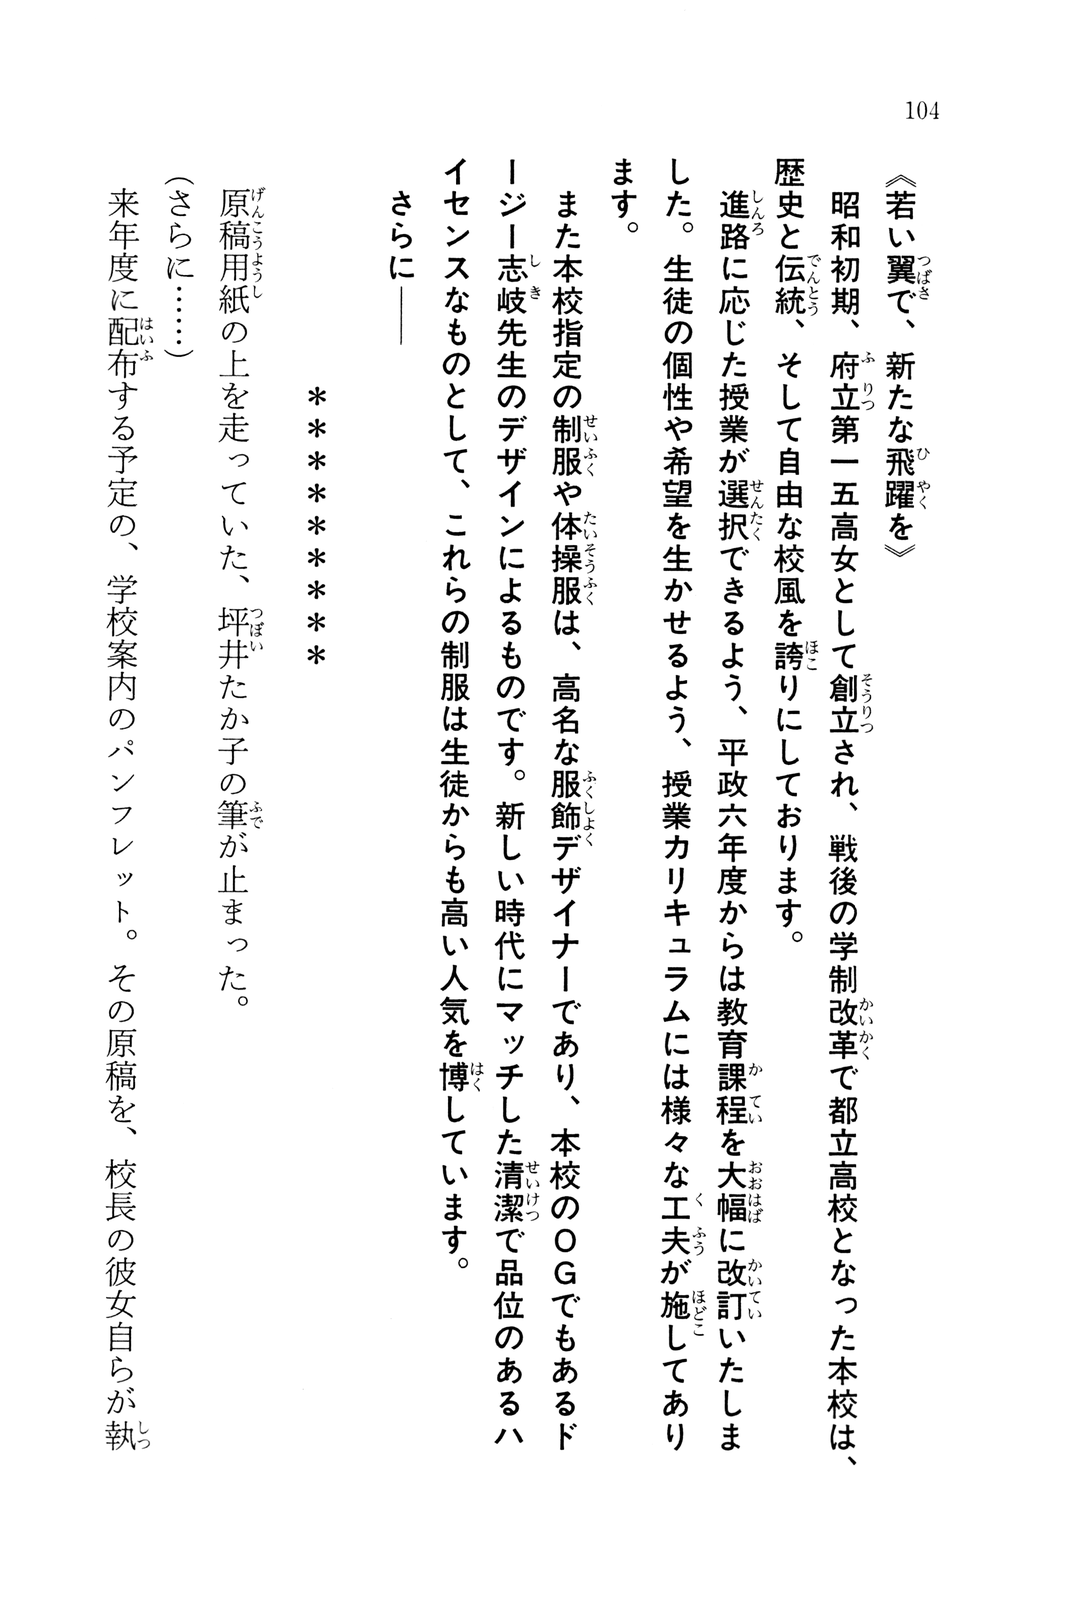 104
《若い翼で、新たな飛躍を》
昭和初期、府立第一五高女として創立され、戦後の学制改革で都立高校となった本校は、
歴史と伝統、そして自由な校風を誇りにしております。
進路に応じた授業が選択できるよう、平政六年度からは教育課程を大幅に改訂いたしま
した。生徒の個性や希望を生かせるよう、授業カリキュラムには様々な工夫が施してあり
ます。
また本校指定の制服や体操服は、高名な服飾デザイナーであり、本校のOGでもあるド
ージー志岐先生のデザインによるものです。新しい時代にマッチした清潔で品位のあるハ
イセンスなものとして、これらの制服は生徒からも高い人気を博しています。
さらに――
＊＊＊＊＊＊＊＊＊
原稿用紙の上を走っていた、坪井たか子の筆が止まった。
（さらに……）
来年度に配布する予定の、学校案内のパンフレット。その原稿を、校長の彼女自らが執